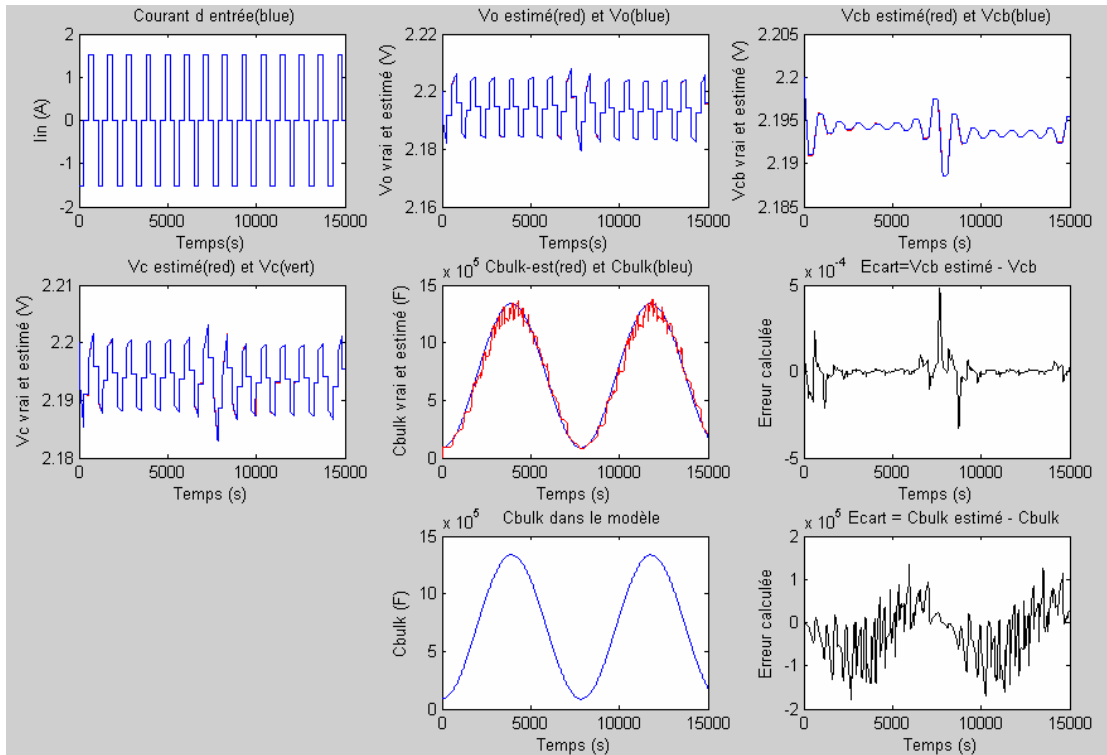 Courant d entrée(blue)
Iin (A)
2
1
0
-1
-2
0 5000 10000 15000
Temps(s)
Vo estimé(red) et Vo(blue)
Vo vrai et estimé (V)
2.22
2.2
2.18
2.16
0 5000 10000 15000
Temps(s)
Vcb estimé(red) et Vcb(blue)
Vcb vrai et estimé (V)
2.205
2.2
2.195
2.19
2.185
0 5000 10000 15000
Temps (s)
Vc estimé(red) et Vc(vert)
Vc vrai et estimé (V)
2.21
2.2
2.19
2.18
0 5000 10000 15000
Temps (s)
x 10^5 Cbulk-est(red) et Cbulk(bleu)
Cbulk vrai et estimé (F)
15
10
5
0
0 5000 10000 15000
Temps (s)
x 10^-4 Ecart=Vcb estimé - Vcb
Erreur calculée
5
0
-5
0 5000 10000 15000
Temps (s)
x 10^5 Cbulk dans le modèle
Cbulk (F)
15
10
5
0
0 5000 10000 15000
Temps (s)
x 10^5 Ecart = Cbulk estimé - Cbulk
Erreur calculée
2
1
0
-1
-2
0 5000 10000 15000
Temps (s)